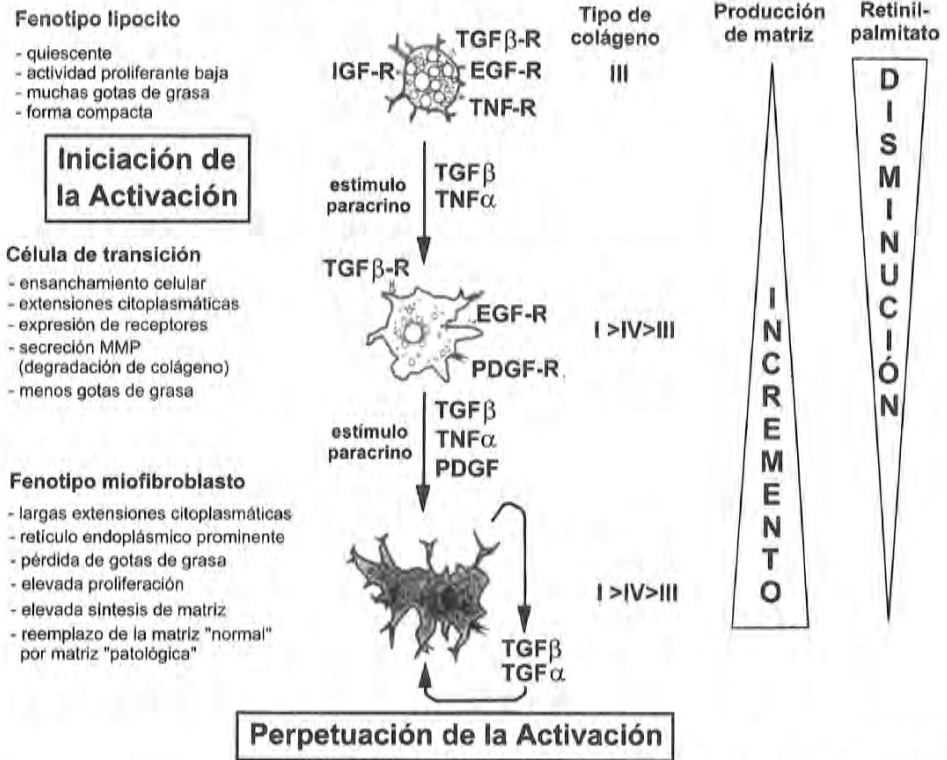 Fenotipo lipocito
- quiescente
- actividad proliferante baja
- muchas gotas de grasa
- forma compacta
Iniciación de
la Activación
TGFβ-R
IGF-R
EGF-R
TNF-R
Tipo de
colágeno
III
Producción
de matriz
Retinil-
palmitato
estímulo
paracrino
TGFβ
TNFα
Célula de transición
- ensanchamiento celular
- extensiones citoplasmáticas
- expresión de receptores
- secreción MMP
(degradación de colágeno)
- menos gotas de grasa
TGFβ-R
EGF-R
PDGF-R
I >IV>III
estímulo
paracrino
TGFβ
TNFα
PDGF
Fenotipo miofibroblasto
- largas extensiones citoplasmáticas
- retículo endoplásmico prominente
- pérdida de gotas de grasa
- elevada proliferación
- elevada síntesis de matriz
- reemplazo de la matriz "normal"
por matriz "patológica"
I >IV>III
TGFβ
TGFα
INCREMENTO
DISMINUCIÓN
Perpetuación de la Activación